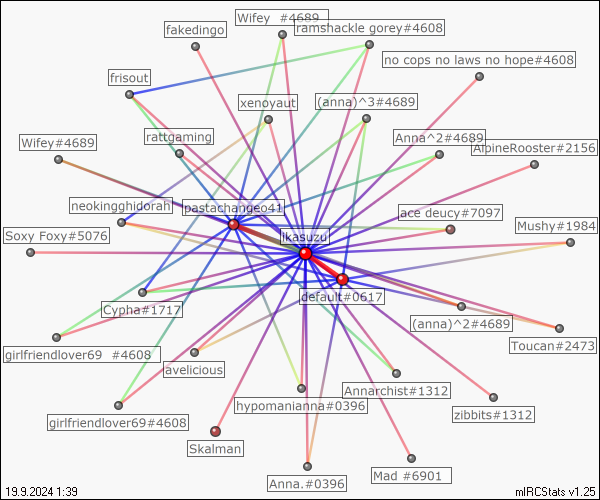 Wifey  #4689
fakedingo
ramshackle gorey#4608
no cops no laws no hope#4608
frisout
xenoyaut
(anna)^3#4689
Wifey#4689
rattgaming
Anna^2#4689
AlpineRooster#2156
neokingghidorah
pastachangeo41
ace deucy#7097
Mushy#1984
Soxy Foxy#5076
ikasuzu
default#0617
Cypha#1717
(anna)^2#4689
Toucan#2473
girlfriendlover69  #4608
avelicious
Annarchist#1312
hypomanianna#0396
zibbits#1312
girlfriendlover69#4608
Skalman
Anna.#0396
Mad #6901
19.9.2024 1:39
mIRCStats v1.25